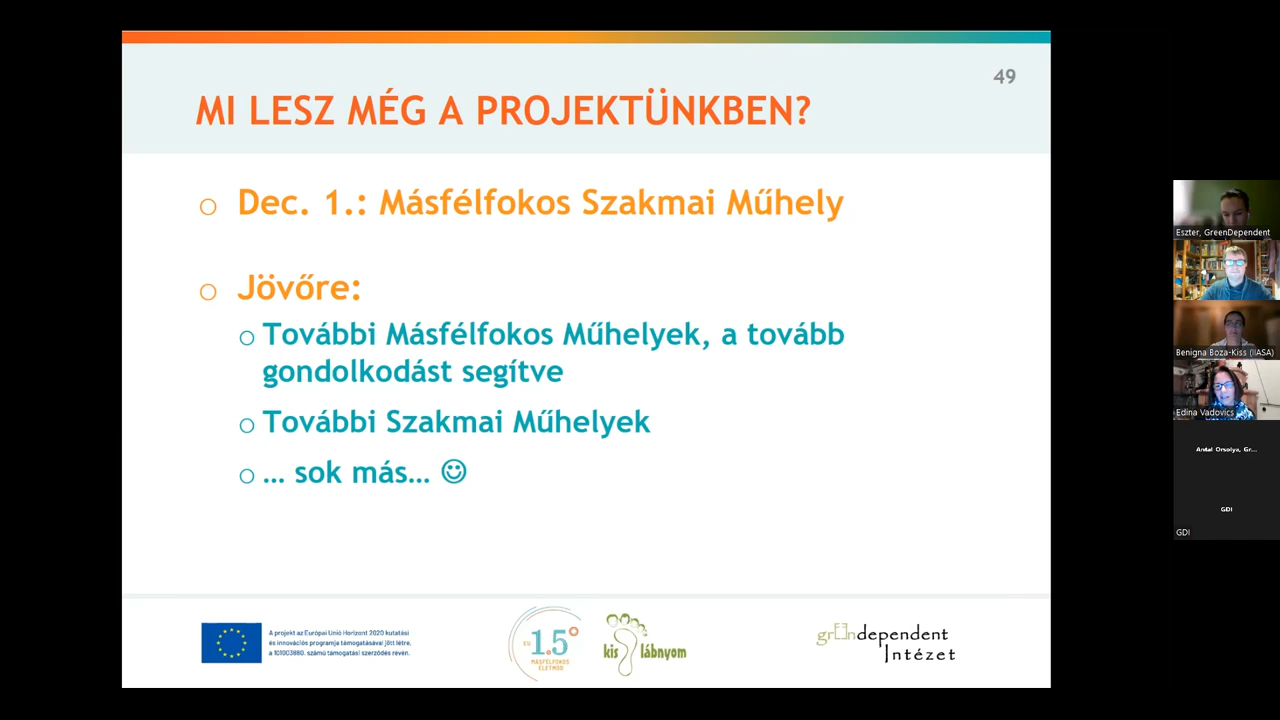 49
MI LESZ MÉG A PROJEKTÜNKBEN?
Dec. 1.: Másfélfokos Szakmai Műhely
Jövőre:
További Másfélfokos Műhelyek, a tovább
gondolkodást segítve
További Szakmai Műhelyek
… sok más… ☺
A projekt az Európai Unió Horizont 2020 kutatási
és innovációs programja támogatásával jött létre,
a 101003880. számú támogatási szerződés révén.
EU 1.5°
MÁSFÉLFOKOS
ÉLETMÓD
kis lábnyom
greendependent
Intézet
Eszter, GreenDependent
Benigna Boza-Kiss (IIASA)
Edina Vadovics
Antal Orsolya, Gr...
GDI
GDI